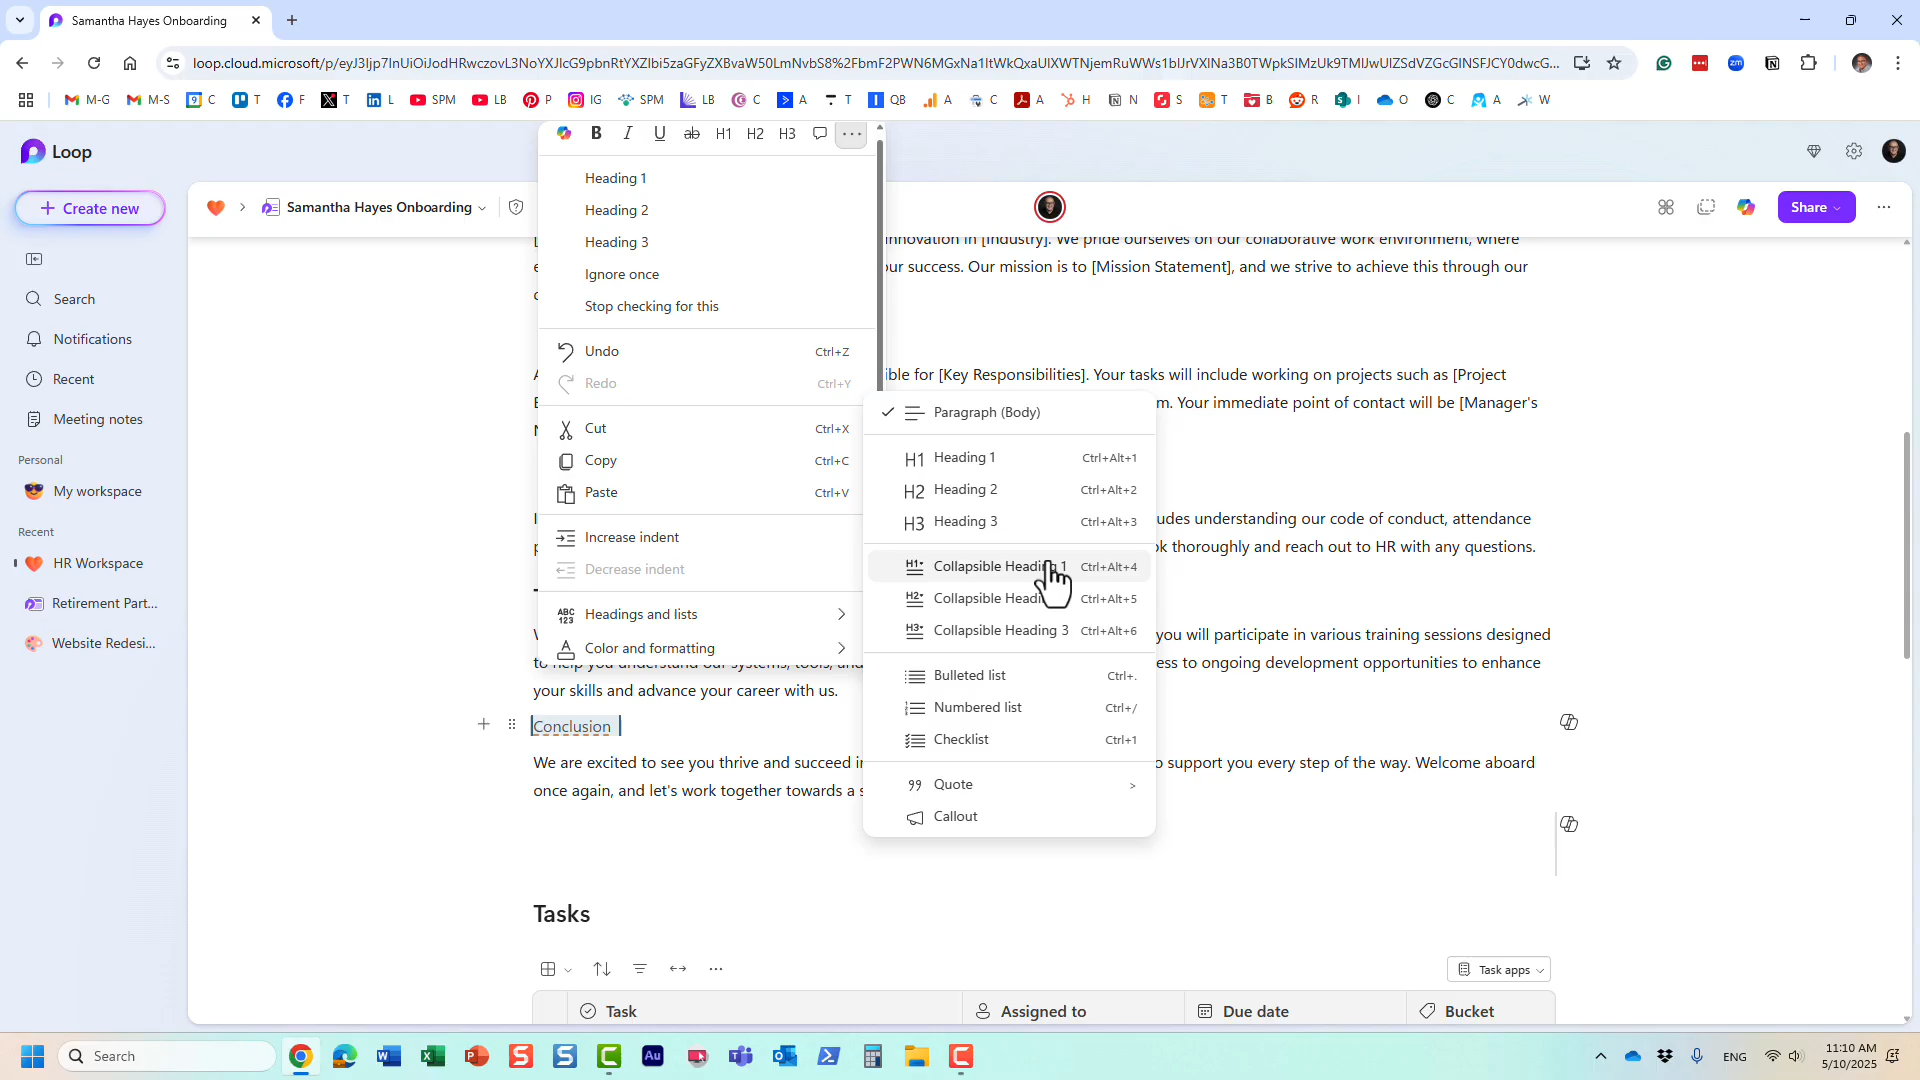 Samantha Hayes Onboarding
loop.cloud.microsoft/p/
M-G M-S C T F T L SPM LB P IG SPM LB C A T QB A C A H N S T B R I O C A W
Loop
Create new
Search
Notifications
Recent
Meeting notes
Personal
My workspace
Recent
HR Workspace
Retirement Part...
Website Redesi...
Samantha Hayes Onboarding
Share
B I U ab H1 H2 H3
Heading 1
Heading 2
Heading 3
Ignore once
Stop checking for this
Undo Ctrl+Z
Redo Ctrl+Y
Cut Ctrl+X
Copy Ctrl+C
Paste Ctrl+V
Increase indent
Decrease indent
Headings and lists
Color and formatting
Paragraph (Body)
H1 Heading 1 Ctrl+Alt+1
H2 Heading 2 Ctrl+Alt+2
H3 Heading 3 Ctrl+Alt+3
Collapsible Heading 1 Ctrl+Alt+4
Collapsible Ctrl+Alt+5
Collapsible Heading 3 Ctrl+Alt+6
Bulleted list Ctrl+.
Numbered list Ctrl+/
Checklist Ctrl+1
Quote >
Callout
innovation in [Industry]. We pride ourselves on our collaborative work environment, where
success. Our mission is to [Mission Statement], and we strive to achieve this through our
for [Key Responsibilities]. Your tasks will include working on projects such as [Project
Your immediate point of contact will be [Manager's
understanding our code of conduct, attendance
thoroughly and reach out to HR with any questions.
you will participate in various training sessions designed
to ongoing development opportunities to enhance
your skills and advance your career with us.
Conclusion
We are excited to see you thrive and succeed support you every step of the way. Welcome aboard
once again, and let's work together towards a
Tasks
Task apps
Task Assigned to Due date Bucket
Search
ENG
11:10 AM
5/10/2025